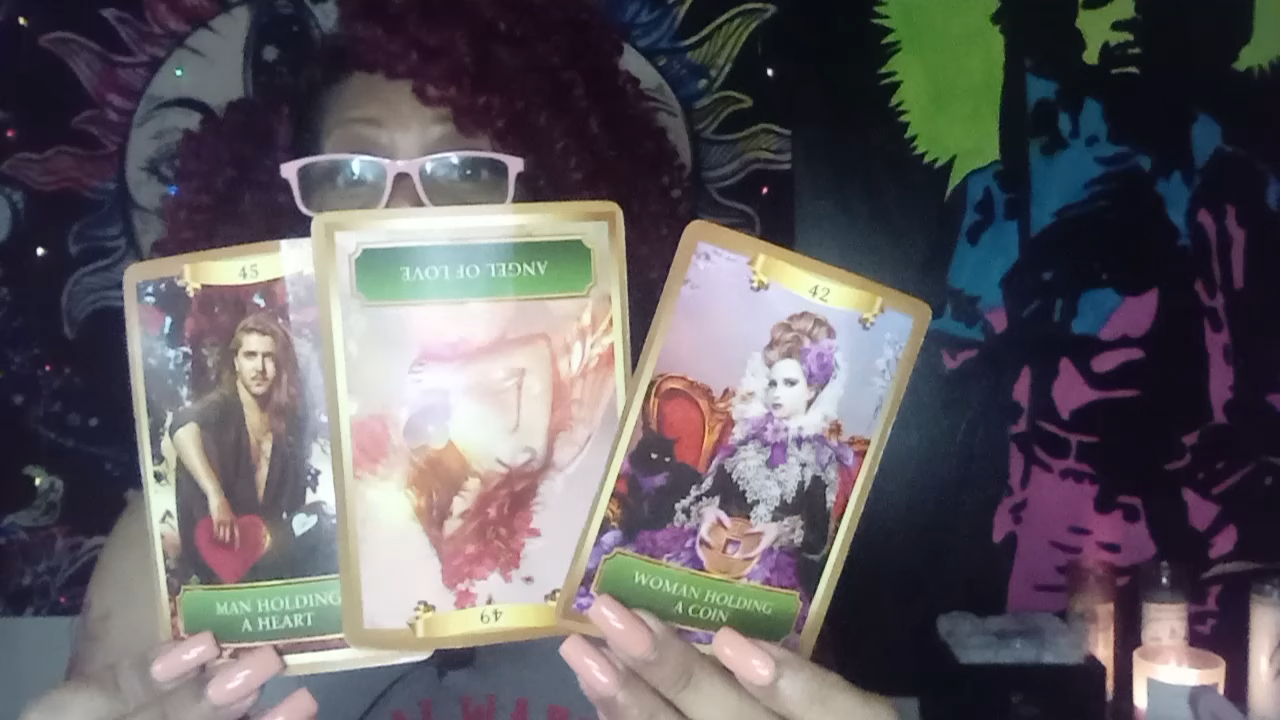 45
MAN HOLDING
A HEART
ANGEL OF LOVE
49
42
WOMAN HOLDING
A COIN